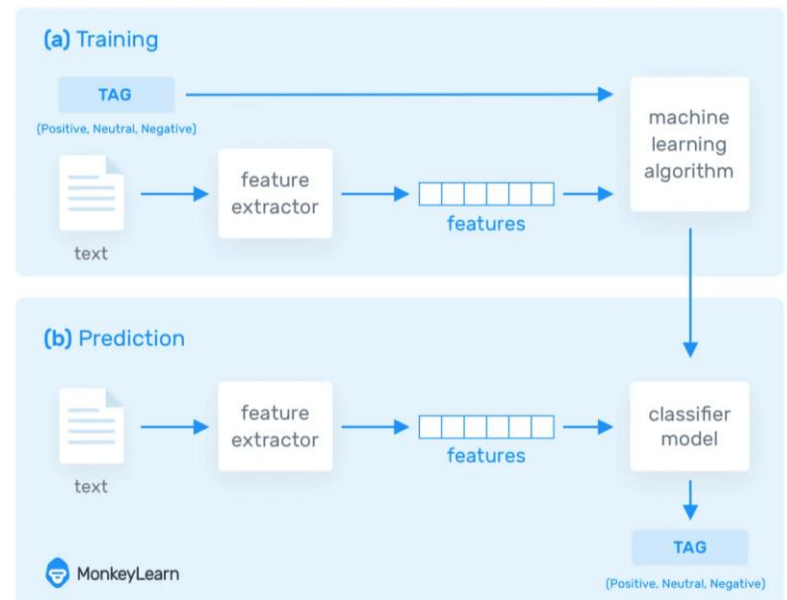 (a) Training
TAG
(Positive, Neutral, Negative)
text
feature
extractor
features
machine
learning
algorithm
(b) Prediction
text
feature
extractor
features
classifier
model
TAG
(Positive, Neutral, Negative)
MonkeyLearn